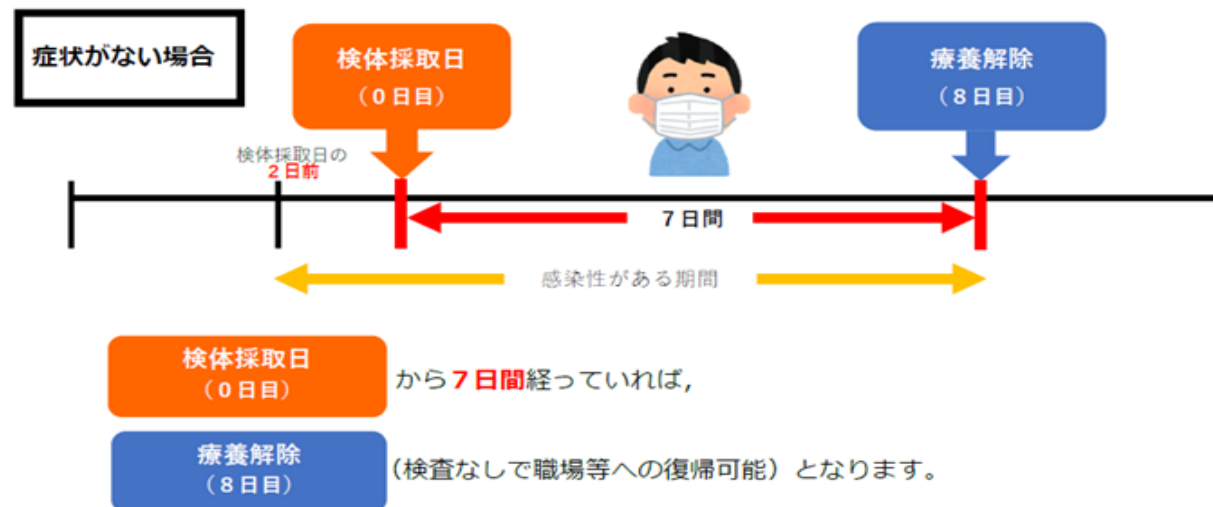 症状がない場合
検体採取日
（０日目）
療養解除
（８日目）
検体採取日の
２日前
７日間
感染性がある期間
検体採取日
（０日目）
から７日間経っていれば,
療養解除
（８日目）
（検査なしで職場等への復帰可能）となります。